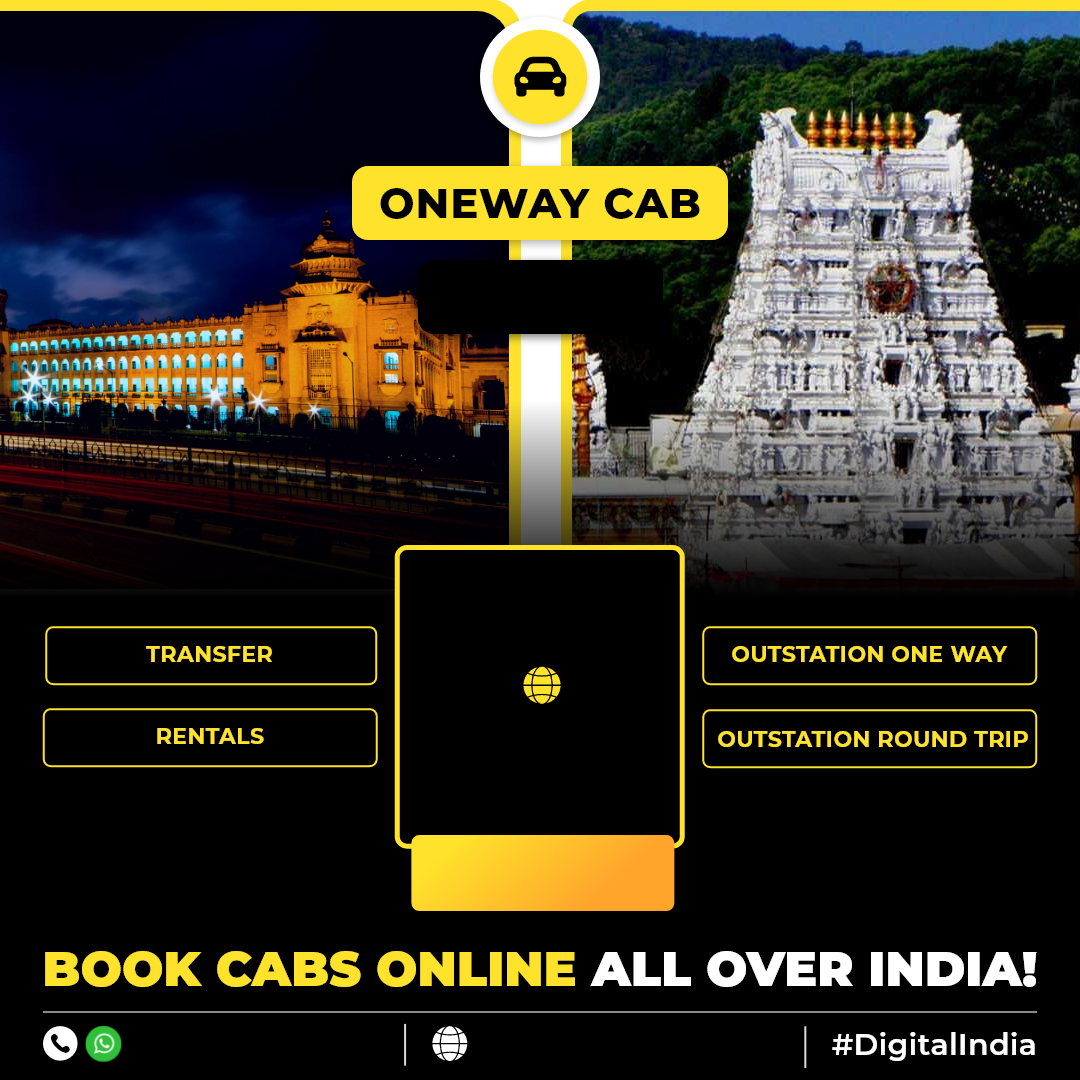 ONEWAY CAB
TRANSFER
RENTALS
OUTSTATION ONE WAY
OUTSTATION ROUND TRIP
BOOK CABS ONLINE ALL OVER INDIA!
#DigitalIndia